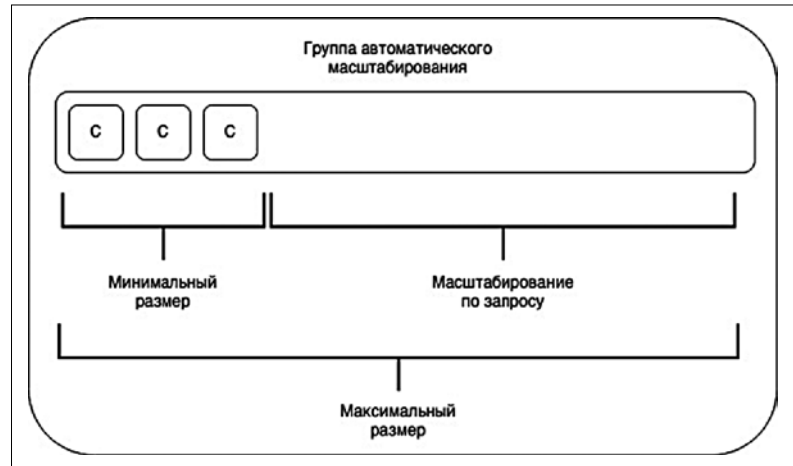 Группа автоматического
масштабирования
С С С
Минимальный
размер
Масштабирование
по запросу
Максимальный
размер